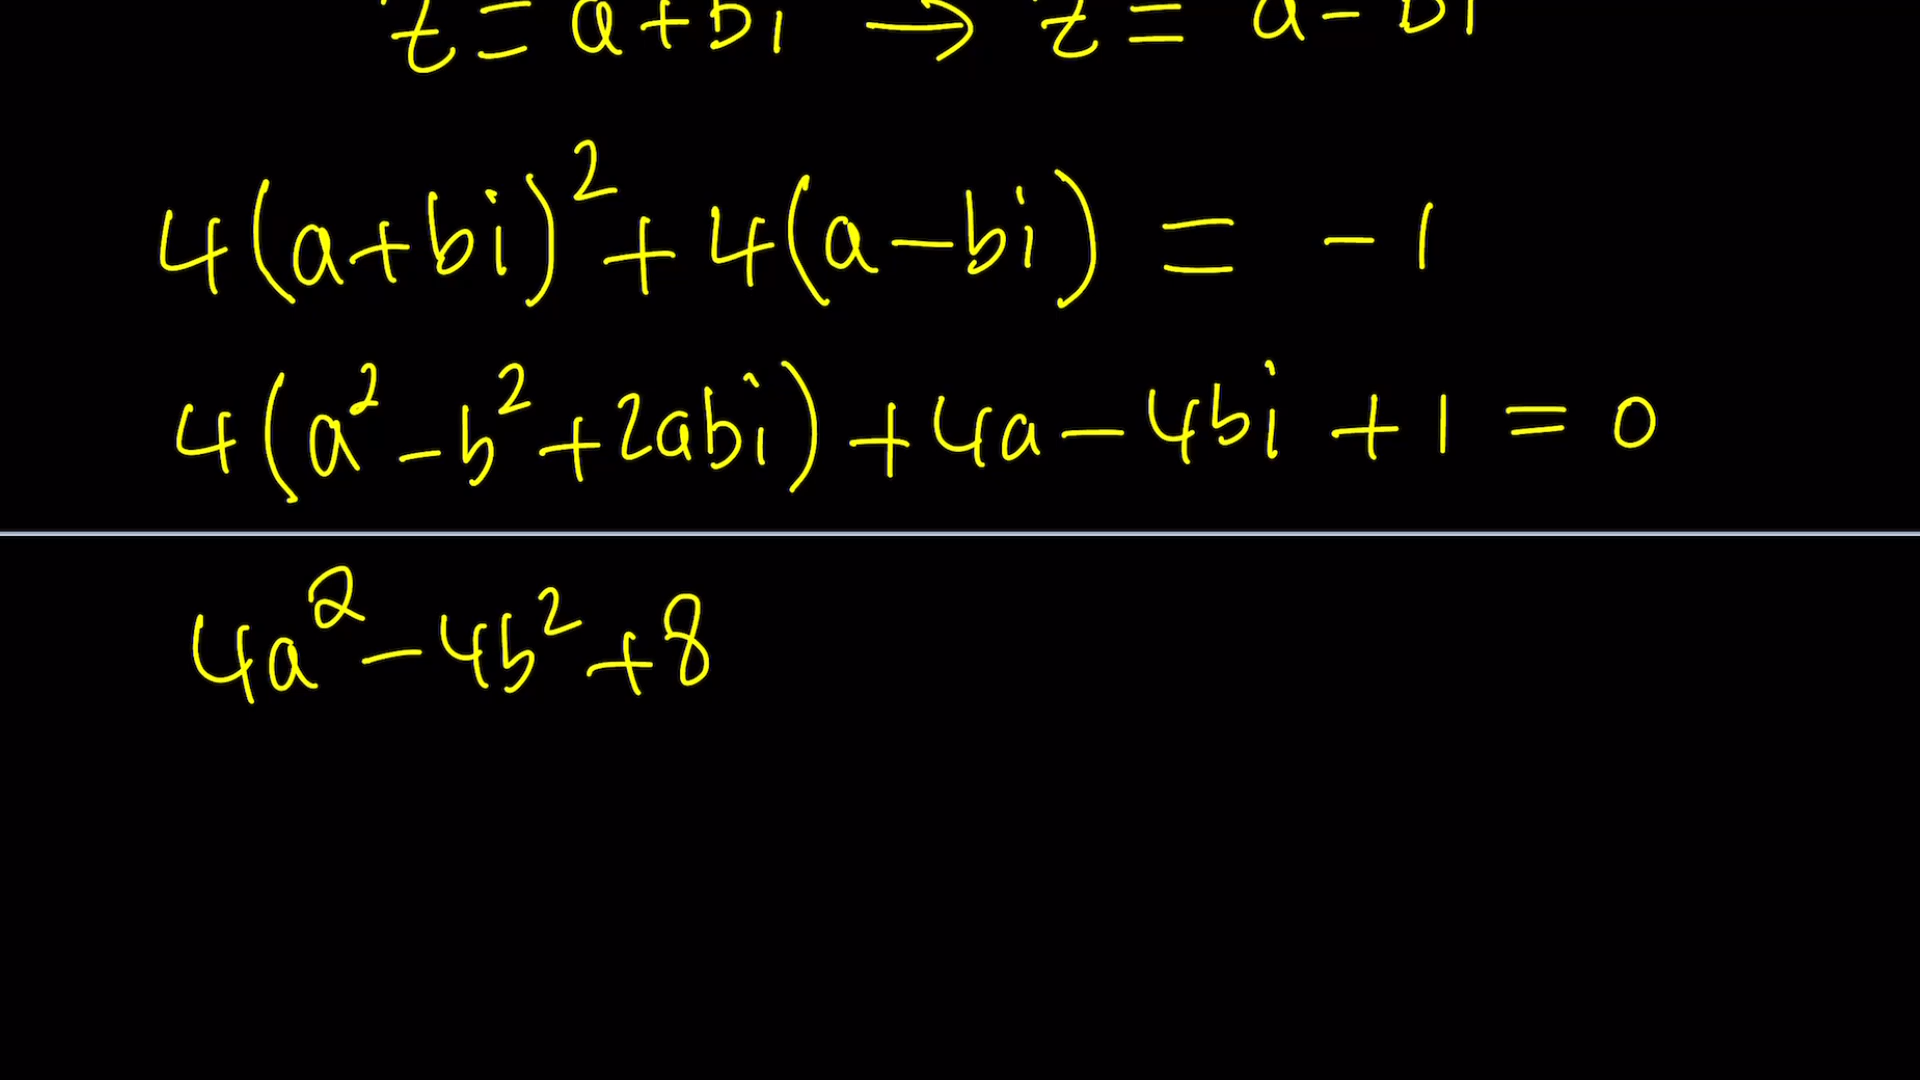 z = a+bi → z = a-bi
4(a+bi)² + 4(a-bi) = -1
4(a²-b²+2abi)+4a-4bi+1=0
4a²-4b²+8